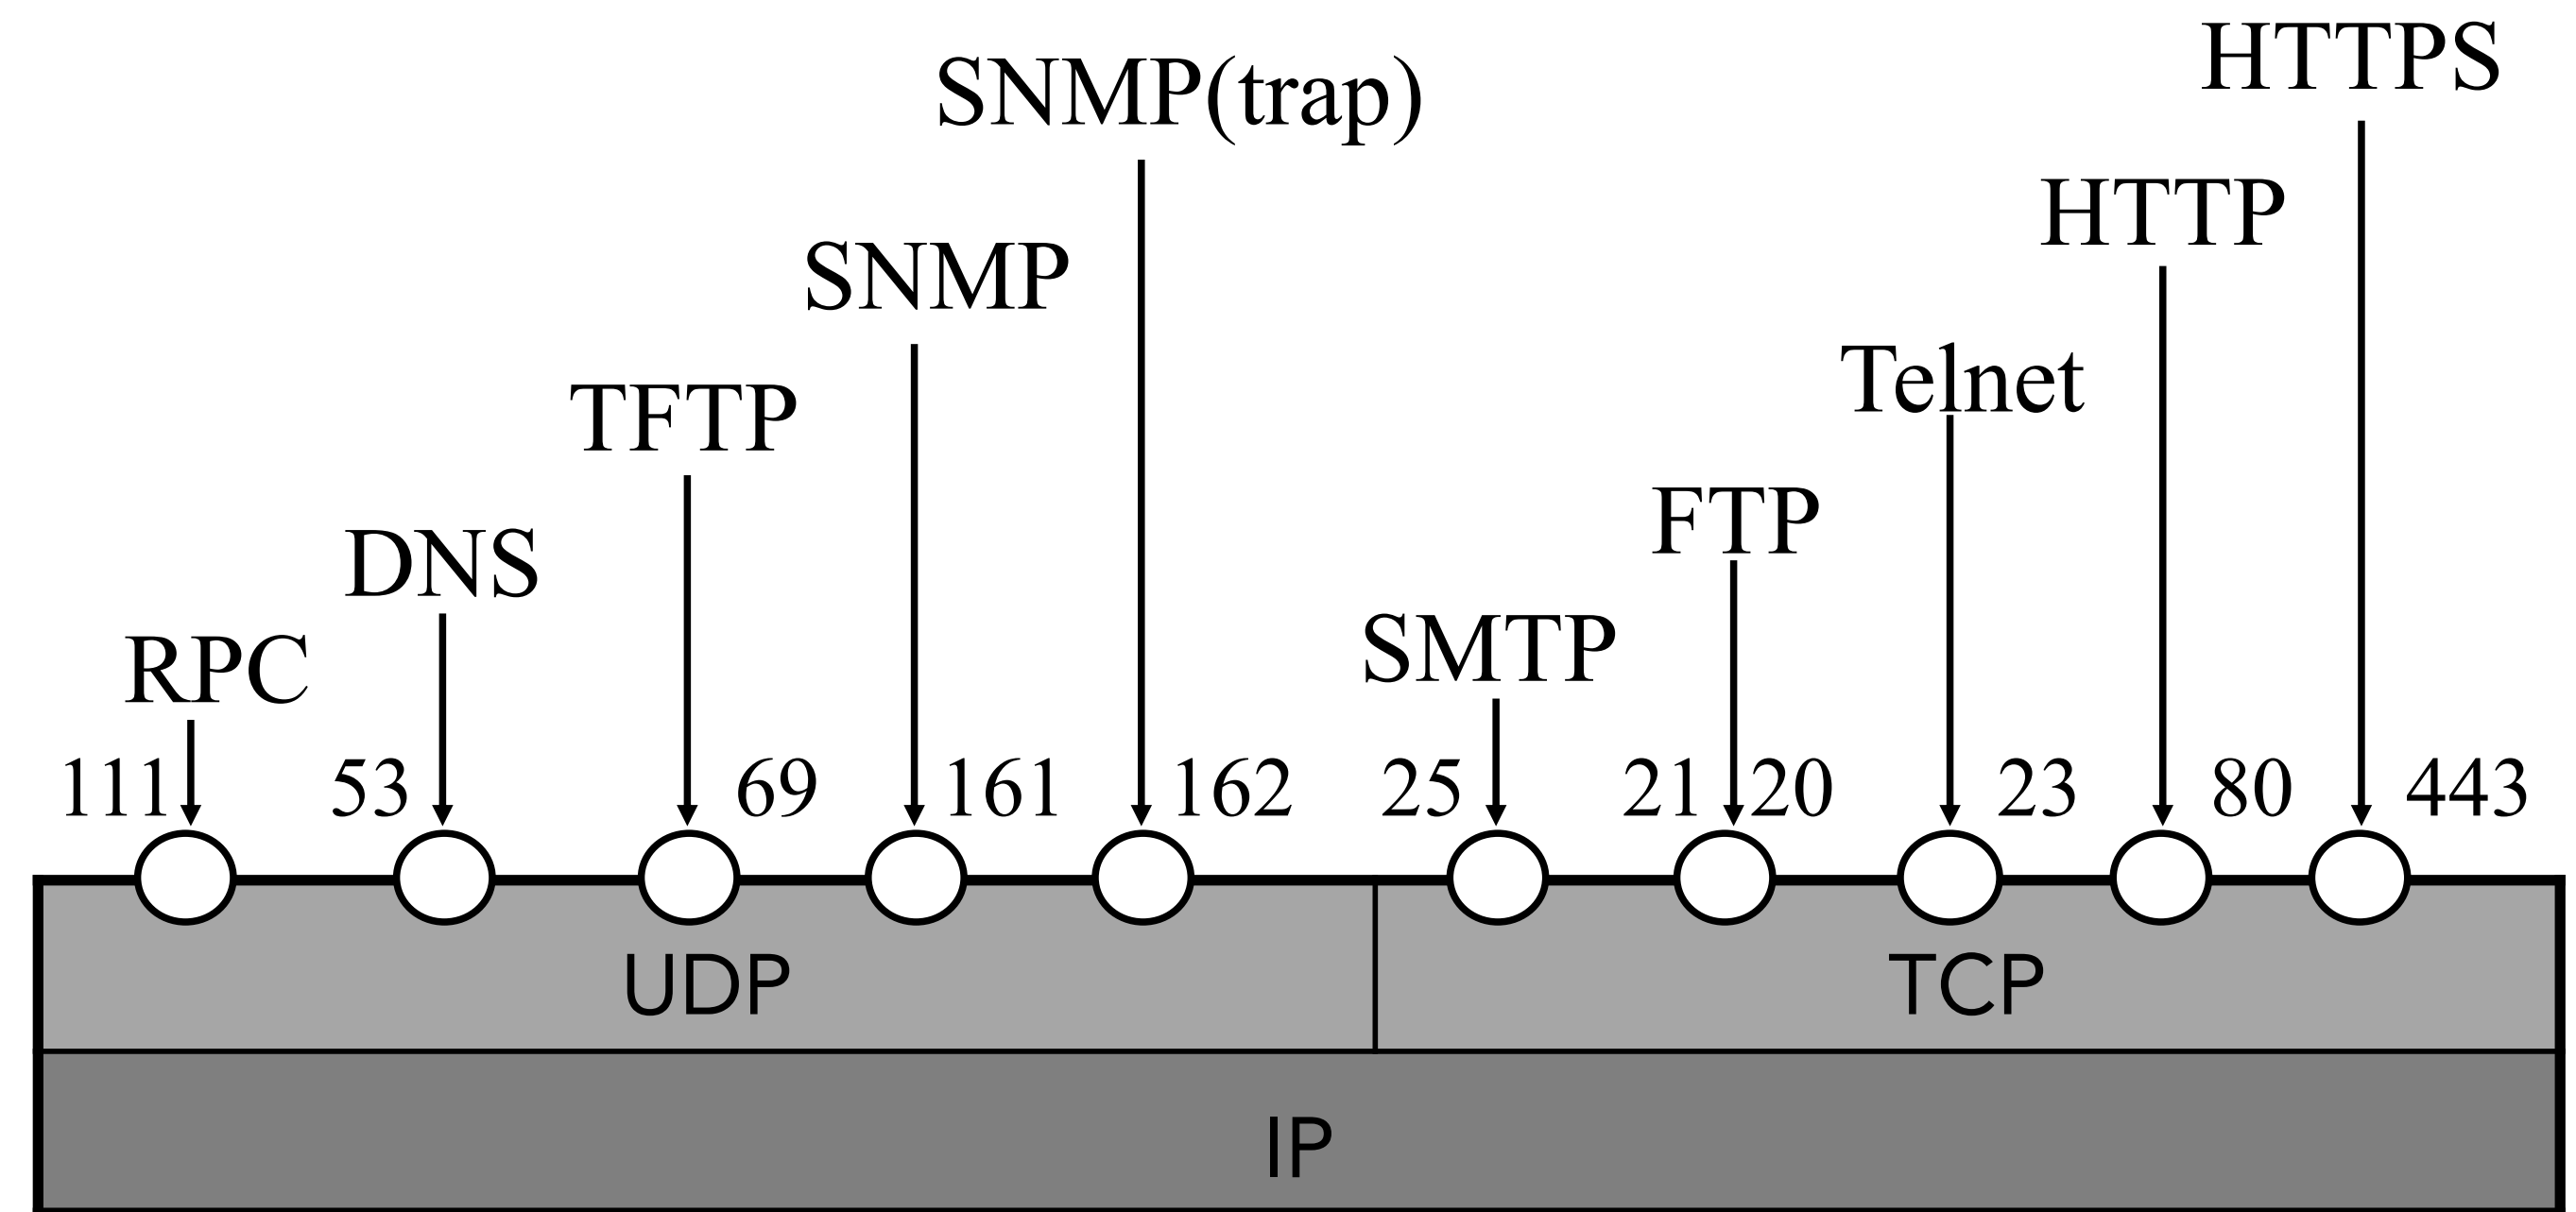 HTTPS
SNMP(trap)
HTTP
SNMP
Telnet
TFTP
FTP
DNS
SMTP
RPC
111 53 69 161 162 25 21 20 23 80 443
UDP TCP
IP